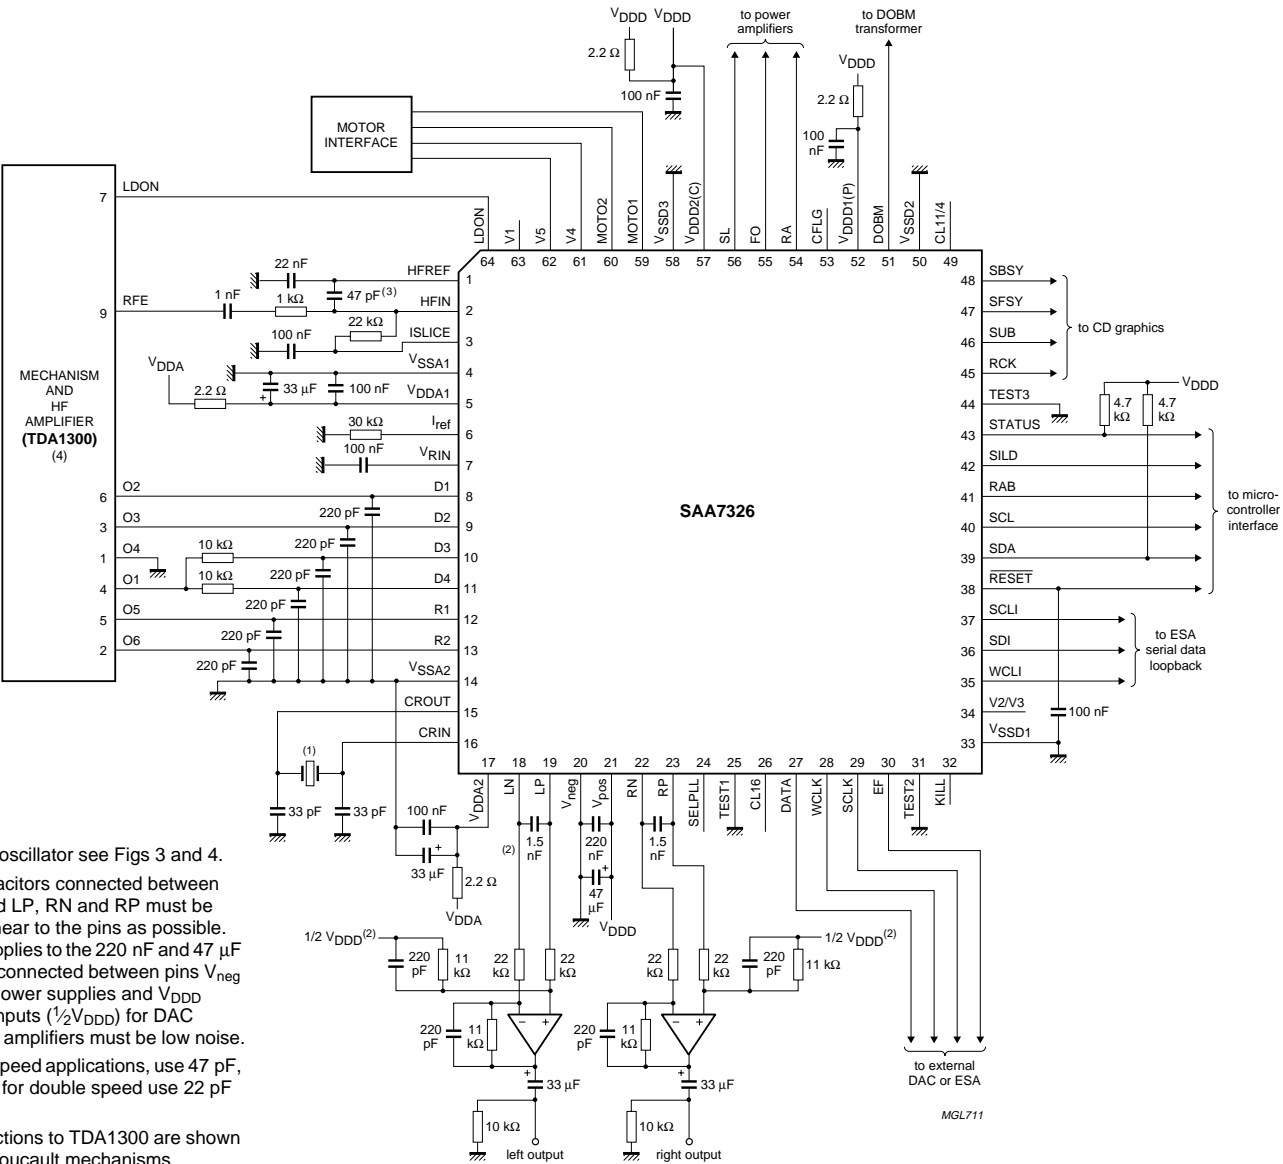 VDDD VDDD
to power
amplifiers
to DOBM
transformer
2.2 Ω
100 nF
VDDD
2.2 Ω
100
nF
MOTOR
INTERFACE
7
LDON
9
RFE
MECHANISM
AND
HF
AMPLIFIER
(TDA1300)
(4)
6
O2
3
O3
1
O4
4
O1
5
O5
2
O6
LDON
V1
V5
V4
MOTO2
MOTO1
VSSD3
VDDD2(C)
SL
FO
RA
CFLG
VDDD1(P)
DOBM
VSSD2
CL11/4
64 63 62 61 60 59 58 57 56 55 54 53 52 51 50 49
22 nF
HFREF
1
47 pF(3)
1 nF
1 kΩ
HFIN
2
22 kΩ
100 nF
ISLICE
3
VDDA
2.2 Ω
33 μF
+
100 nF
VSSA1
4
VDDA1
5
30 kΩ
Iref
6
100 nF
VRIN
7
D1
8
220 pF
D2
9
220 pF
10 kΩ
D3
10
220 pF
10 kΩ
D4
11
220 pF
R1
12
220 pF
R2
13
220 pF
VSSA2
14
CROUT
15
CRIN
16
(1)
33 pF
33 pF
SAA7326
48
SBSY
47
SFSY
46
SUB
45
RCK
to CD graphics
44
TEST3
VDDD
4.7
kΩ
4.7
kΩ
43
STATUS
42
SILD
41
RAB
40
SCL
39
SDA
38
RESET
to micro-
controller
interface
37
SCLI
36
SDI
35
WCLI
to ESA
serial data
loopback
34
V2/V3
100 nF
33
VSSD1
17 18 19 20 21 22 23 24 25 26 27 28 29 30 31 32
VDDA2
LN
LP
Vneg
Vpos
RN
RP
SELPLL
TEST1
CL16
DATA
WCLK
SCLK
EF
TEST2
KILL
100 nF
33 μF
+
2.2 Ω
VDDA
(2)
1.5
nF
220
nF
+
47
μF
VDDD
1.5
nF
1/2 VDDD(2)
220
pF
11
kΩ
22
kΩ
22
kΩ
22
kΩ
22
kΩ
220
pF
11 kΩ
1/2 VDDD(2)
220
pF
11
kΩ
− +
220
pF
11
kΩ
− +
+
33 μF
10 kΩ
left output
+
33 μF
10 kΩ
right output
to external
DAC or ESA
MGL711
oscillator see Figs 3 and 4.
acitors connected between
d LP, RN and RP must be
near to the pins as possible.
pplies to the 220 nF and 47 μF
connected between pins Vneg
ower supplies and VDDD
nputs (1⁄2VDDD) for DAC
amplifiers must be low noise.
speed applications, use 47 pF,
for double speed use 22 pF
ctions to TDA1300 are shown
oucault mechanisms